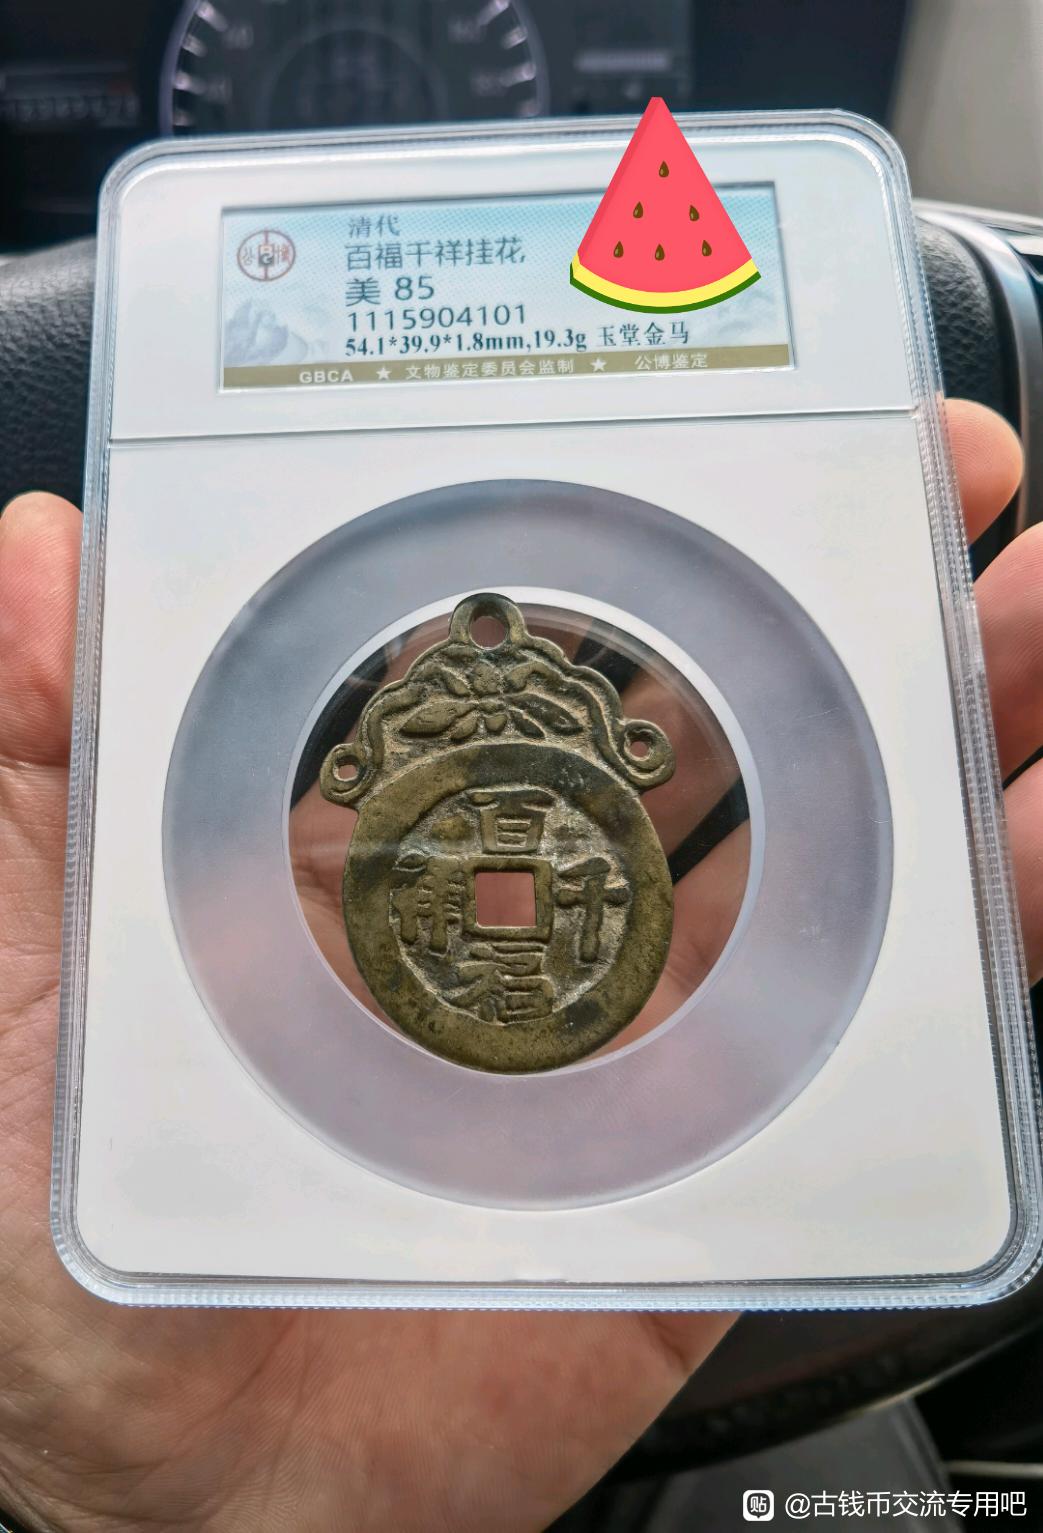 清代
百福千祥挂花
美 85
1115904101
54.1*39.9*1.8mm,19.3g 玉堂金马
GBCA ★ 文物鉴定委员会监制 ★ 公博鉴定
百
祥 千
福
贴 @古钱币交流专用吧